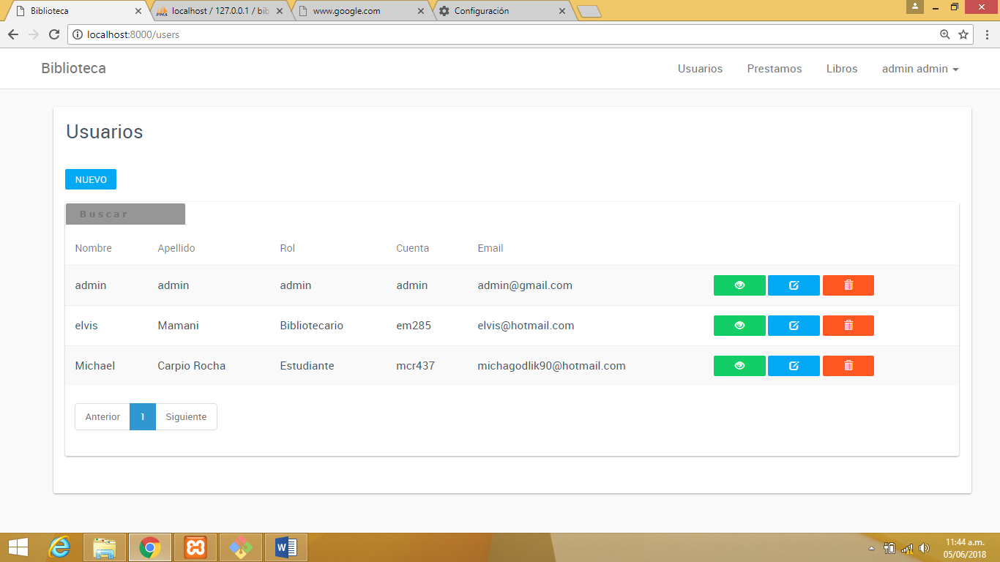 Biblioteca
localhost / 127.0.0.1 / bib
www.google.com
Configuración
localhost:8000/users
Biblioteca
Usuarios
Prestamos
Libros
admin admin
Usuarios
NUEVO
Buscar
Nombre Apellido Rol Cuenta Email
admin admin admin admin admin@gmail.com
elvis Mamani Bibliotecario em285 elvis@hotmail.com
Michael Carpio Rocha Estudiante mcr437 michagodlik90@hotmail.com
Anterior 1 Siguiente
11:44 a.m.
05/06/2018